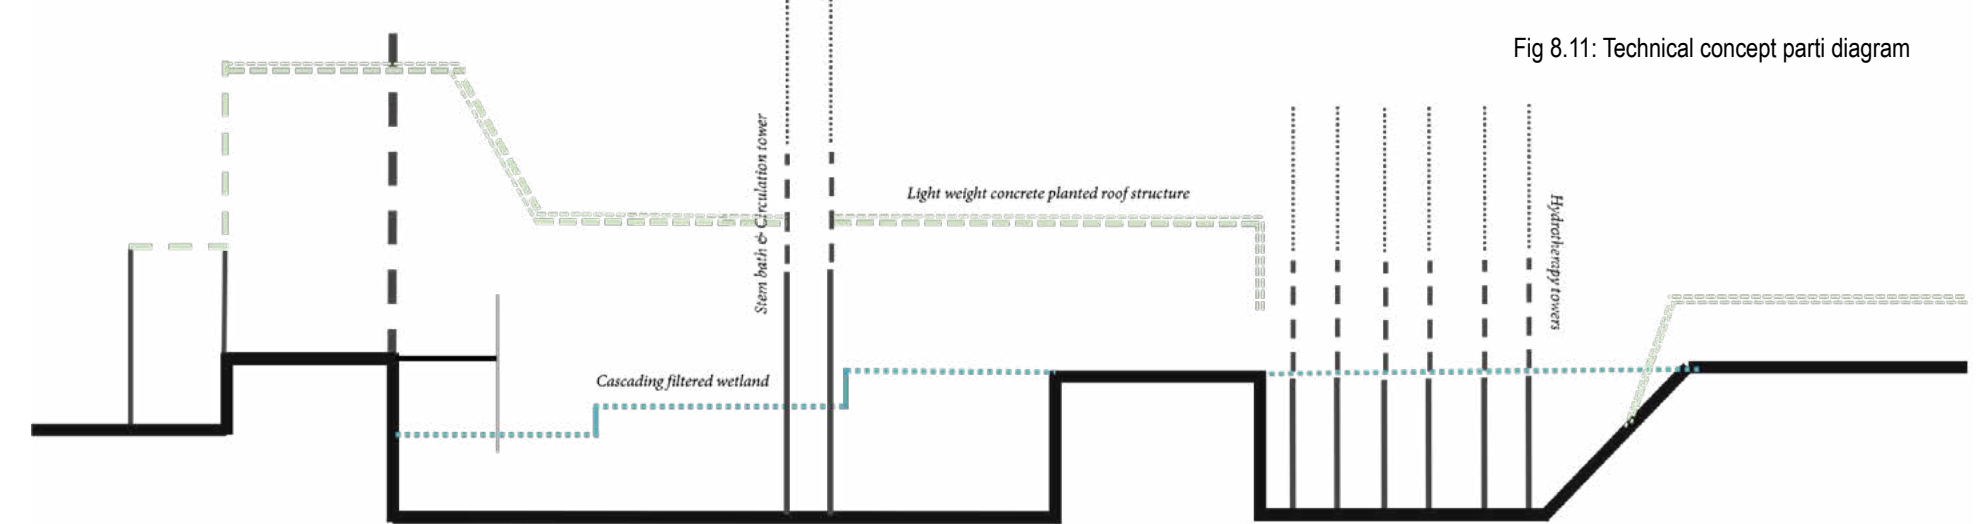 Fig 8.11: Technical concept parti diagram
Stem bath & Circulation tower
Light weight concrete planted roof structure
Hydrotherapy towers
Cascading filtered wetland